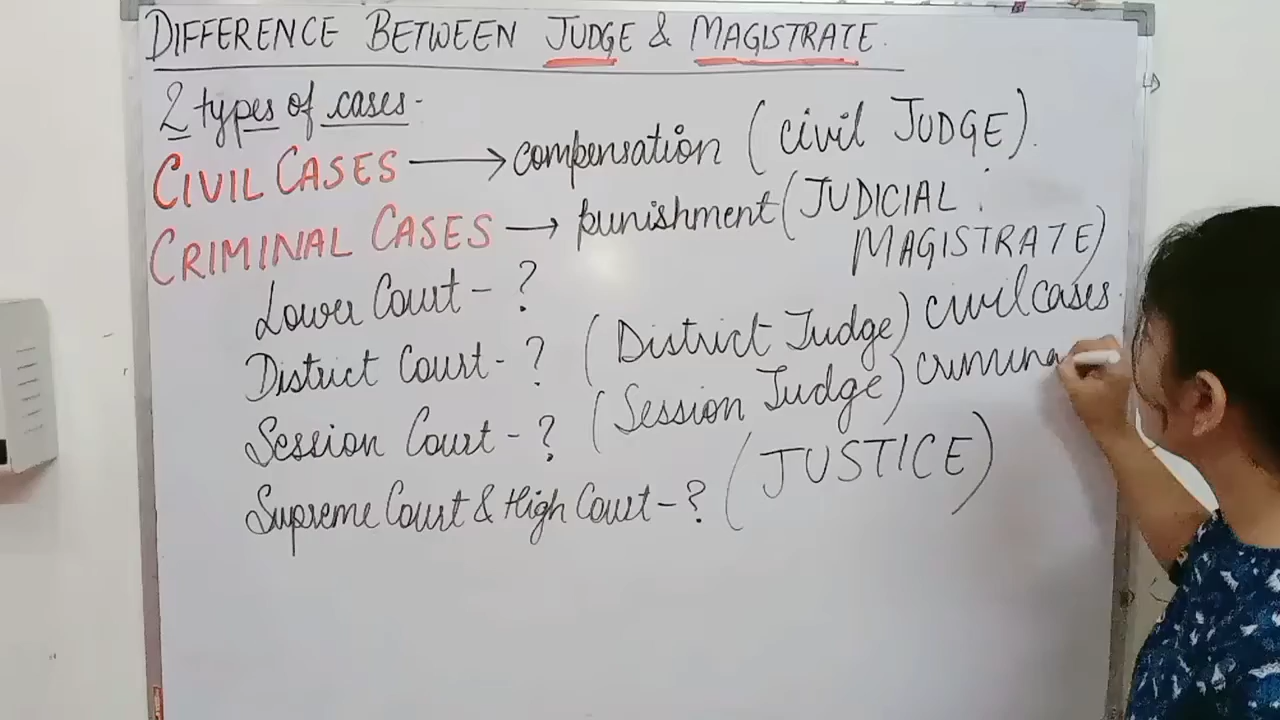 DIFFERENCE BETWEEN JUDGE & MAGISTRATE.
2 types of cases.
CIVIL CASES → compensation (civil JUDGE).
CRIMINAL CASES → punishment (JUDICIAL
MAGISTRATE)
Lower Court - ?
District Court - ? (District Judge) civil cases.
Session Court - ? (Session Judge) crimina
Supreme Court & High Court - ? (JUSTICE)